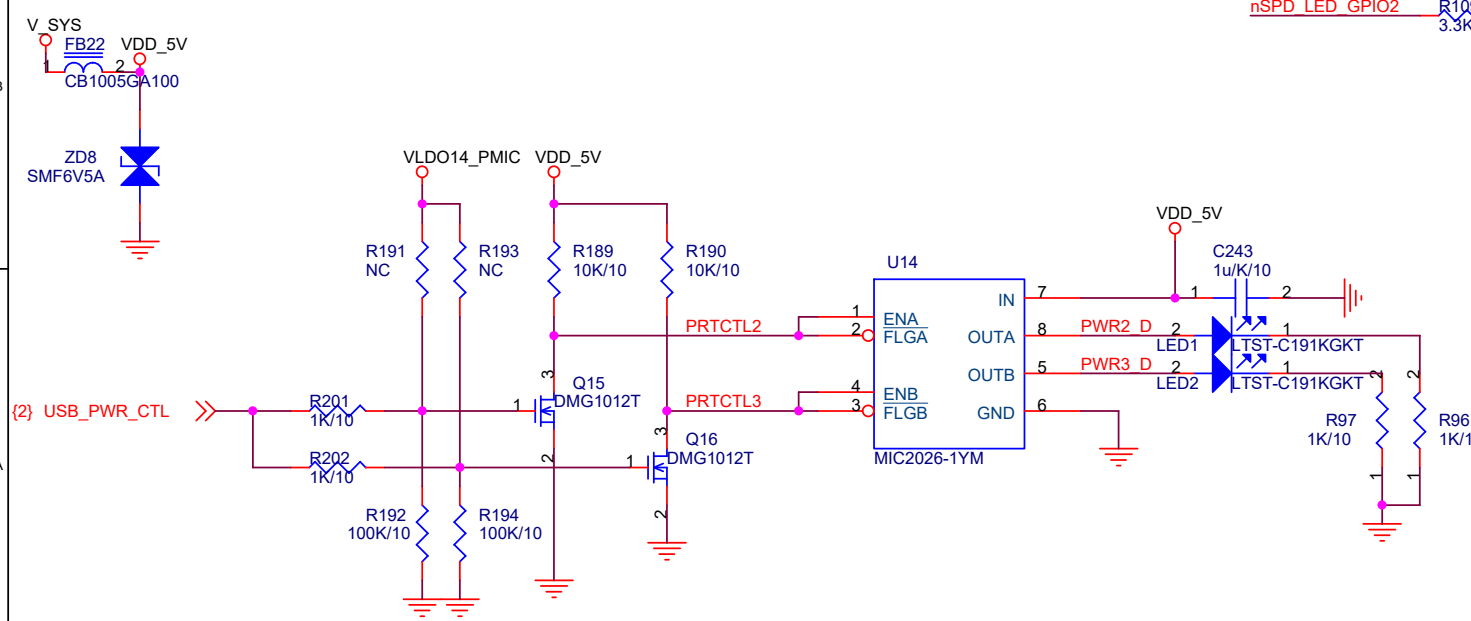 nSPD_LED_GPIO2
R10
3.3K
V_SYS
FB22
VDD_5V
1
2
CB1005GA100
B
ZD8
SMF6V5A
VLDO14_PMIC
VDD_5V
R191
NC
R193
NC
R189
10K/10
R190
10K/10
VDD_5V
C243
1u/K/10
U14
IN
7
1
2
PRTCTL2
1
ENA
2
FLGA
OUTA
8
PWR2_D
2
LED1
1
LTST-C191KGKT
OUTB
5
PWR3_D
2
LED2
1
LTST-C191KGKT
4
ENB
PRTCTL3
3
FLGB
GND
6
MIC2026-1YM
{2} USB_PWR_CTL
R201
1K/10
1
3
Q15
DMG1012T
2
R202
1K/10
1
3
Q16
DMG1012T
2
A
R192
100K/10
R194
100K/10
2
2
R97
1K/10
R96
1K/1
1
1